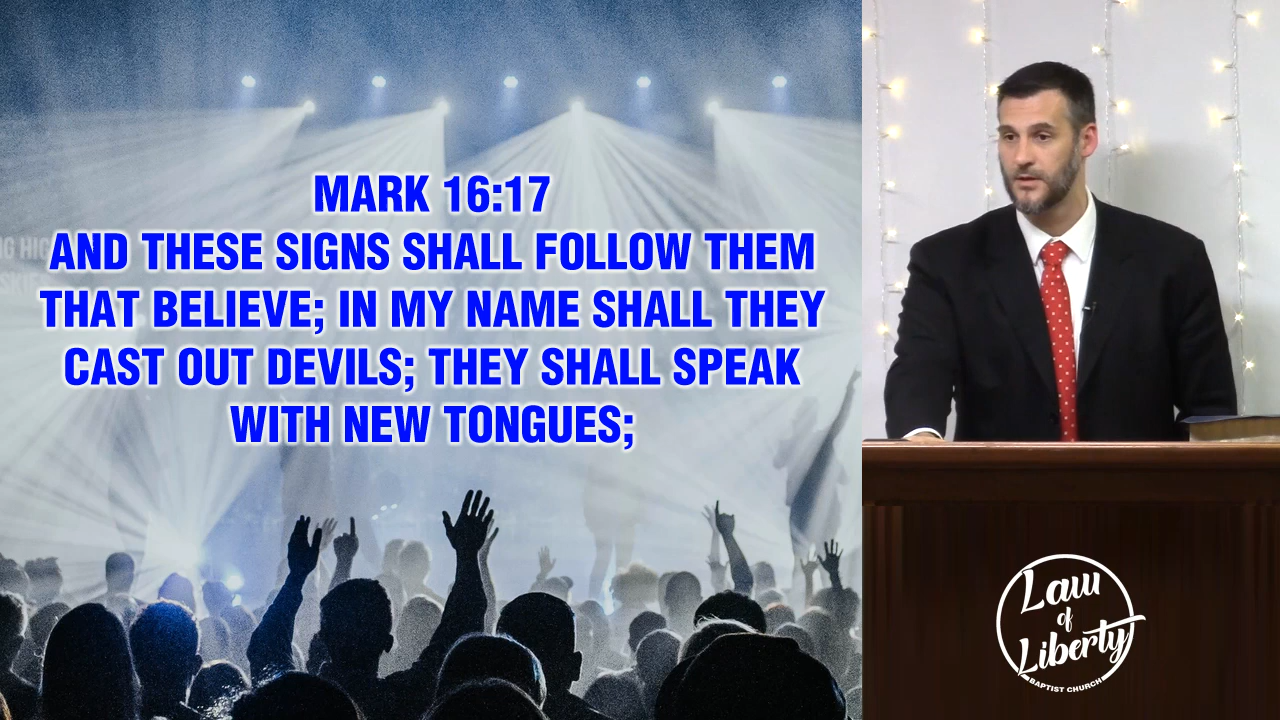 MARK 16:17
AND THESE SIGNS SHALL FOLLOW THEM
THAT BELIEVE; IN MY NAME SHALL THEY
CAST OUT DEVILS; THEY SHALL SPEAK
WITH NEW TONGUES;
Law
of
Liberty
BAPTIST CHURCH